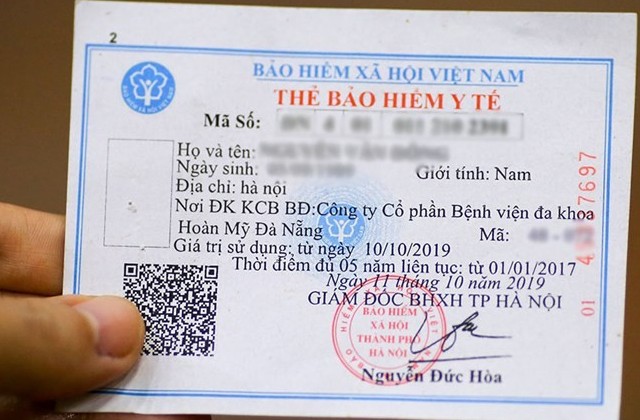 2
BẢO HIỂM XÃ HỘI VIỆT NAM
THẺ BẢO HIỂM Y TẾ
Mã Số:
Họ và tên:
Ngày sinh: Giới tính: Nam
Địa chỉ: hà nội
Nơi ĐK KCB BĐ:Công ty Cổ phần Bệnh viện đa khoa
Hoàn Mỹ Đà Nẵng Mã:
Giá trị sử dụng: từ ngày 10/10/2019
Thời điểm đủ 05 năm liên tục: từ 01/01/2017
Ngày 11 tháng 10 năm 2019
GIÁM ĐỐC BHXH TP HÀ NỘI
BẢO HIỂM
XÃ HỘI
THÀNH PHỐ
HÀ NỘI
Nguyễn Đức Hòa